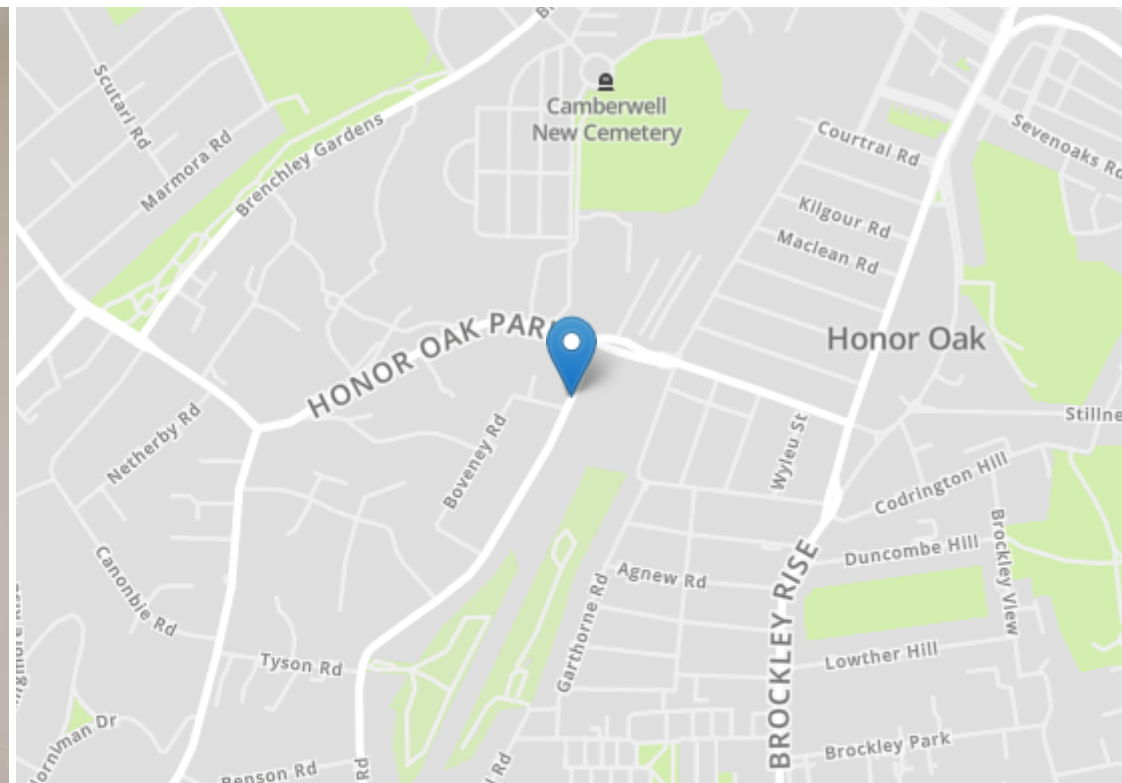 Scutari Rd
Marmora Rd
Brenchley Gardens
Camberwell
New Cemetery
Courtrai Rd
Sevenoaks Rd
Kilgour Rd
Maclean Rd
HONOR OAK PARK
Honor Oak
Netherby Rd
Boveney Rd
Wyleu St
Codrington Hill
Brockley View
Duncombe Hill
Canonbie Rd
Agnew Rd
Garthorne Rd
BROCKLEY RISE
Tyson Rd
Lowther Hill
Brockley Park
Benson Rd
Rd
Rd